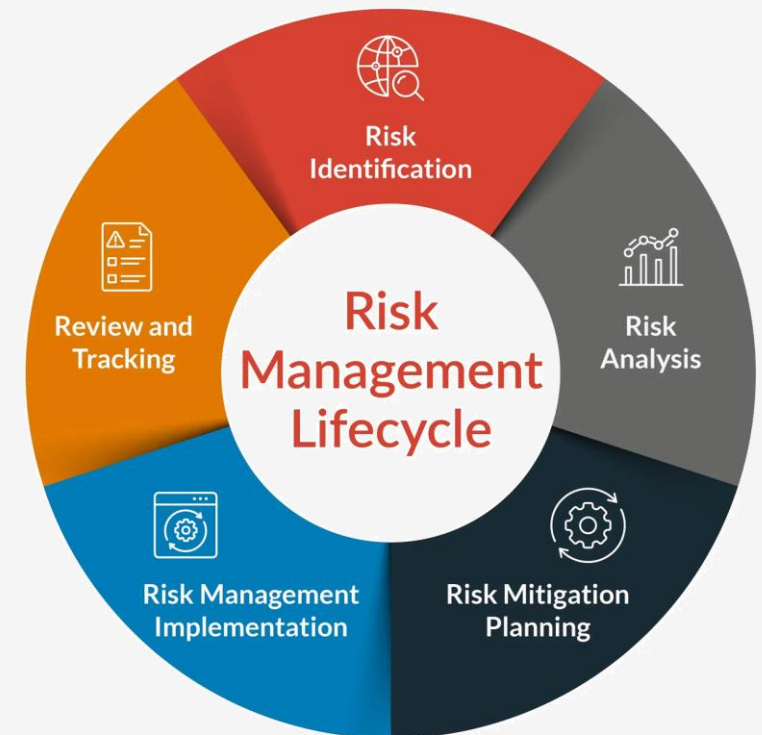 Risk
Identification
Risk
Analysis
Risk Mitigation
Planning
Risk Management
Implementation
Review and
Tracking
Risk
Management
Lifecycle